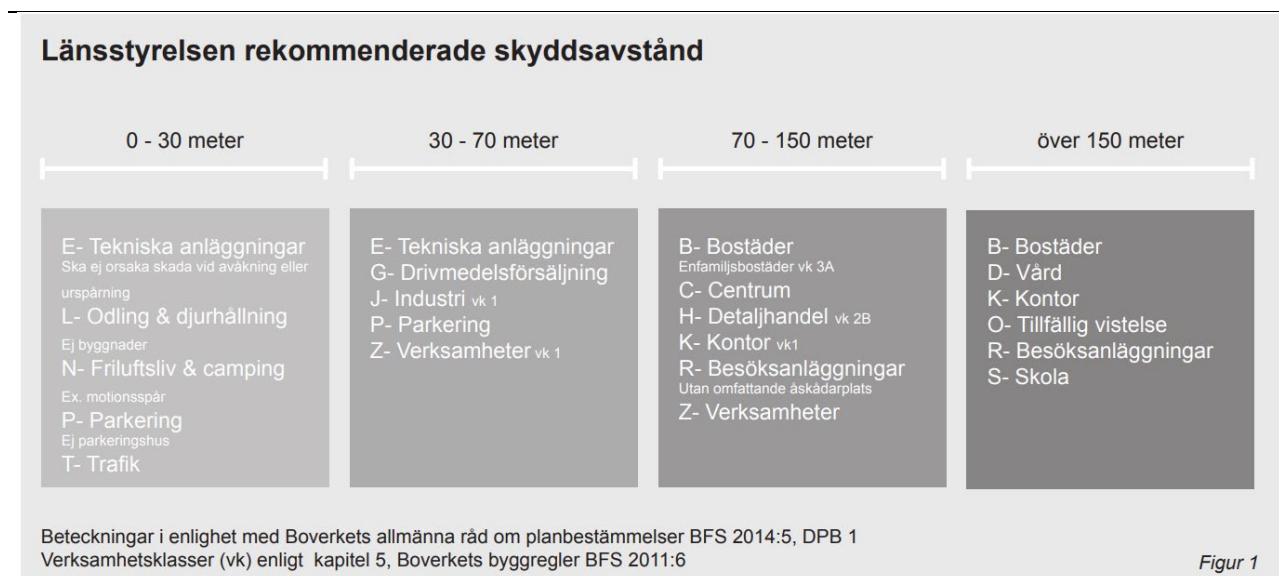 Länsstyrelsen rekommenderade skyddsavstånd
0 - 30 meter
E- Tekniska anläggningar
Ska ej orsaka skada vid avåkning eller
urspårning
L- Odling & djurhållning
Ej byggnader
N- Friluftsliv & camping
Ex. motionsspår
P- Parkering
Ej parkeringshus
T- Trafik
30 - 70 meter
E- Tekniska anläggningar
G- Drivmedelsförsäljning
J- Industri vk 1
P- Parkering
Z- Verksamheter vk 1
70 - 150 meter
B- Bostäder
Enfamiljsbostäder vk 3A
C- Centrum
H- Detaljhandel vk 2B
K- Kontor vk1
R- Besöksanläggningar
Utan omfattande åskådarplats
Z- Verksamheter
över 150 meter
B- Bostäder
D- Vård
K- Kontor
O- Tillfällig vistelse
R- Besöksanläggningar
S- Skola
Beteckningar i enlighet med Boverkets allmänna råd om planbestämmelser BFS 2014:5, DPB 1
Verksamhetsklasser (vk) enligt kapitel 5, Boverkets byggregler BFS 2011:6
Figur 1